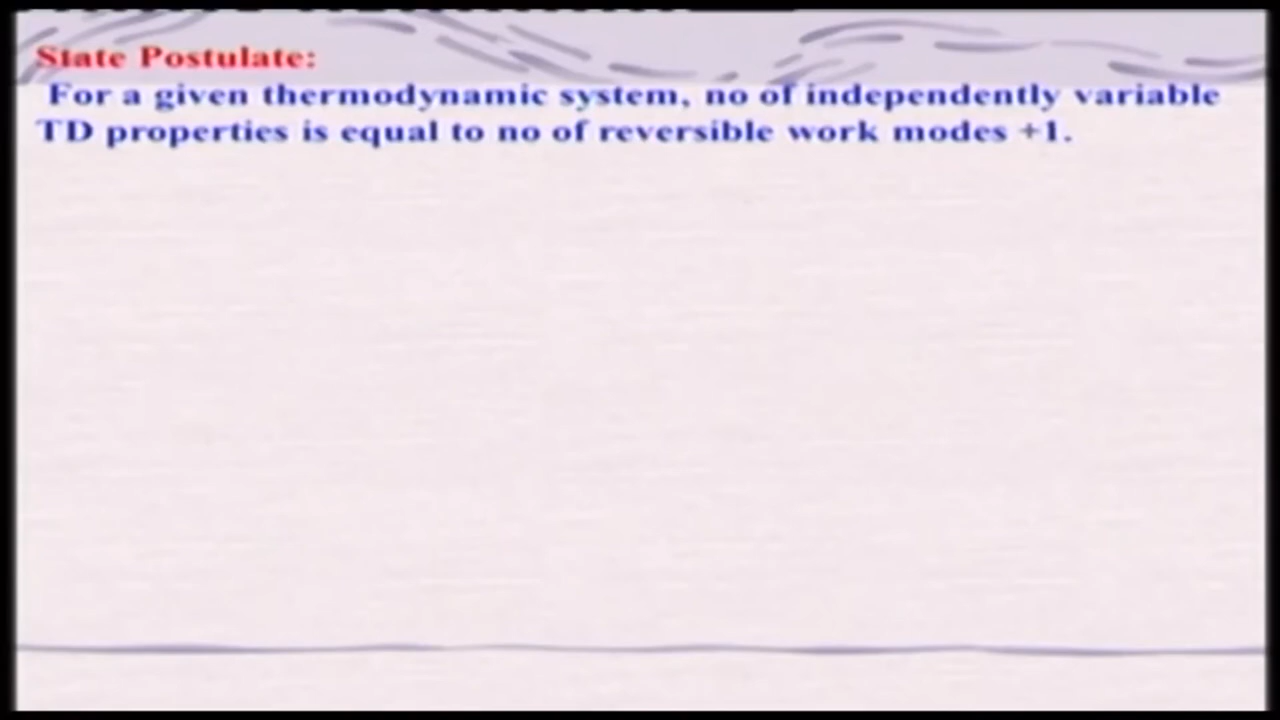 State Postulate:
For a given thermodynamic system, no of independently variable
TD properties is equal to no of reversible work modes +1.